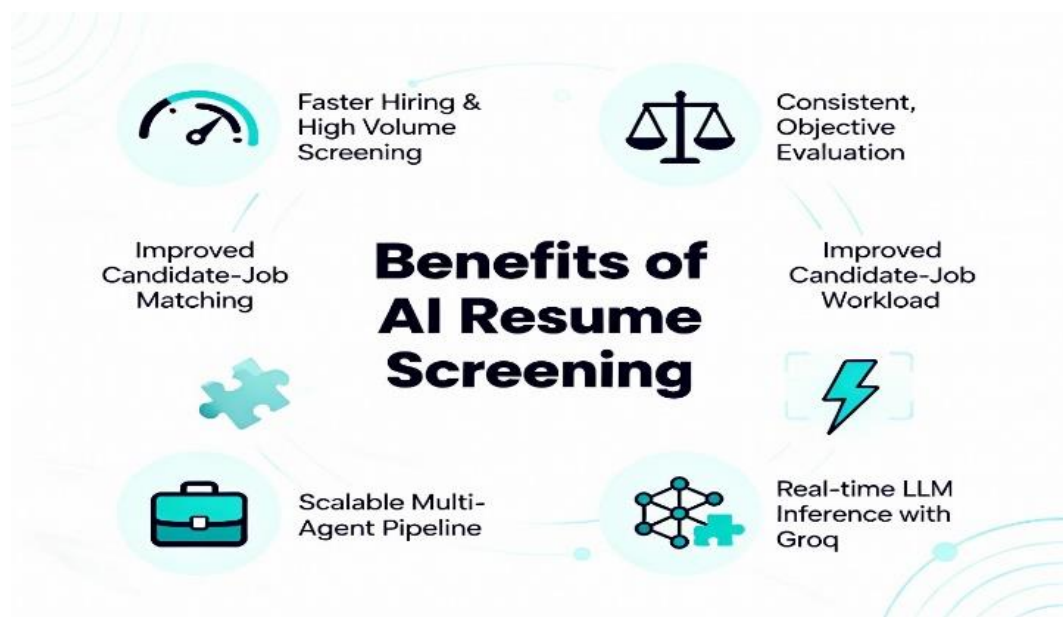 Faster Hiring &
High Volume
Screening
Consistent,
Objective
Evaluation
Improved
Candidate-Job
Matching
Benefits of
AI Resume
Screening
Improved
Candidate-Job
Workload
Scalable Multi-
Agent Pipeline
Real-time LLM
Inference with
Groq